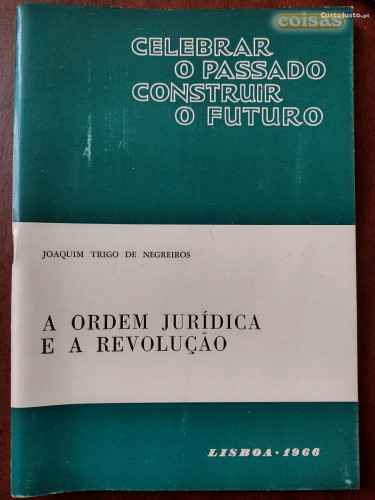 coisas
CustoJusto.pt
CELEBRAR
O PASSADO
CONSTRUIR
O FUTURO
JOAQUIM TRIGO DE NEGREIROS
A ORDEM JURÍDICA
E A REVOLUÇÃO
LISBOA · 1966